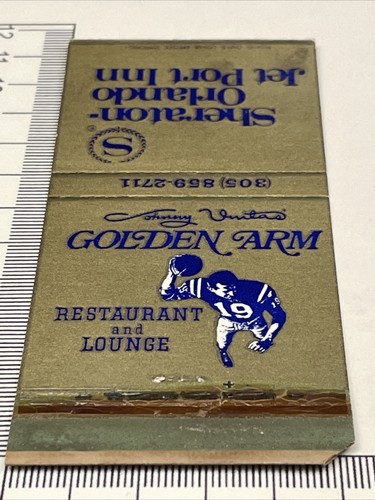 Sheraton-
Orlando
Jet Port Inn
S
(305) 859-2711
Johnny Unitas'
GOLDEN ARM
RESTAURANT
and
LOUNGE
19